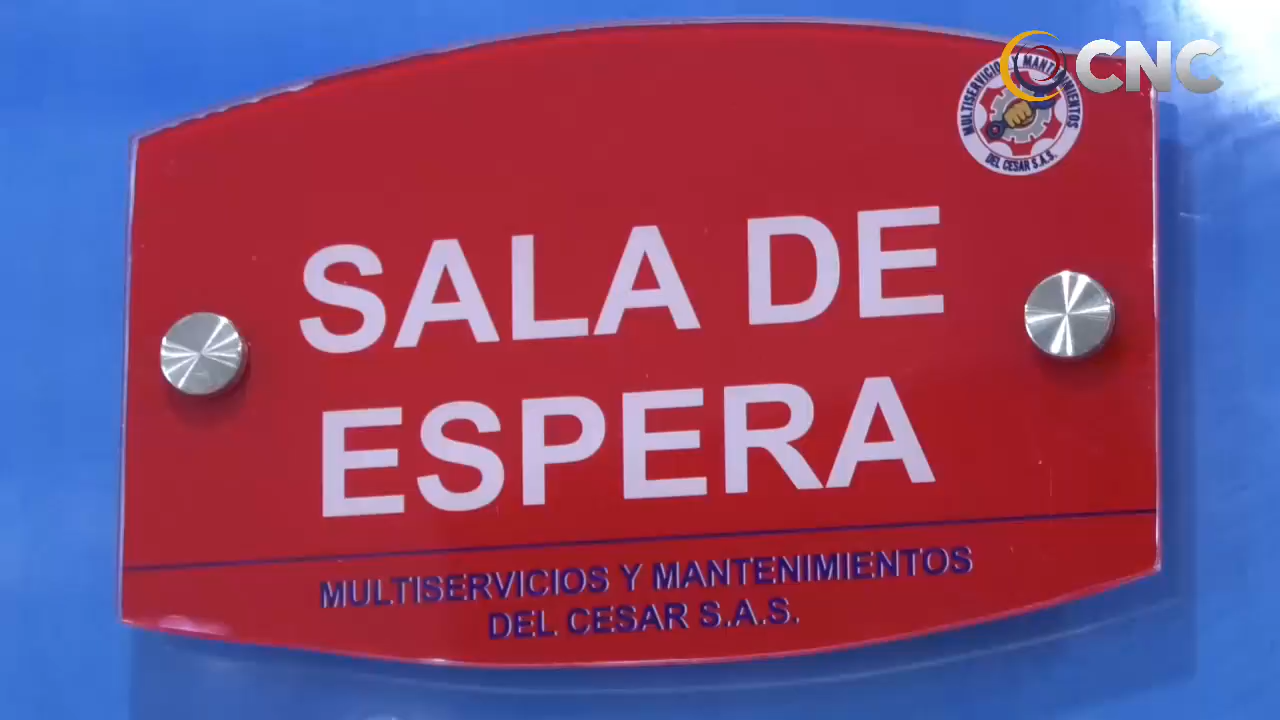 CNC
MULTISERVICIOS Y MANTENIMIENTOS
DEL CESAR S.A.S.
SALA DE
ESPERA
MULTISERVICIOS Y MANTENIMIENTOS
DEL CESAR S.A.S.